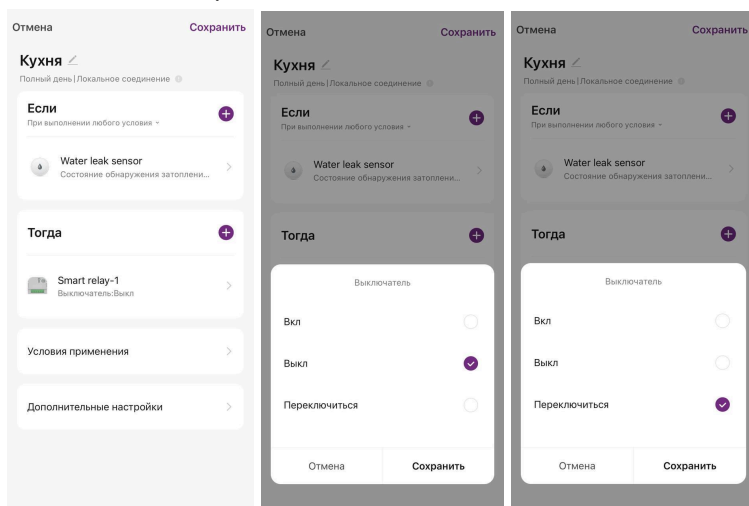 Отмена Сохранить
Кухня
Полный день|Локальное соединение
Если
При выполнении любого условия
Water leak sensor
Состояние обнаружения затоплени...
Тогда
Smart relay-1
Выключатель:Выкл
Условия применения
Дополнительные настройки
Отмена Сохранить
Кухня
Полный день|Локальное соединение
Если
При выполнении любого условия
Water leak sensor
Состояние обнаружения затоплени...
Тогда
Выключатель
Вкл
Выкл
Переключиться
Отмена Сохранить
Отмена Сохранить
Кухня
Полный день|Локальное соединение
Если
При выполнении любого условия
Water leak sensor
Состояние обнаружения затоплени...
Тогда
Выключатель
Вкл
Выкл
Переключиться
Отмена Сохранить